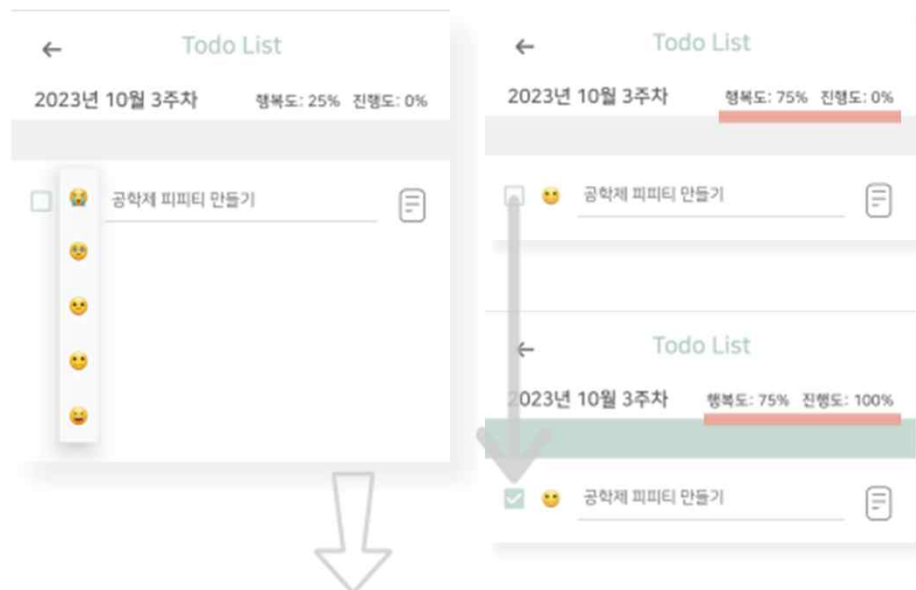 Todo List
2023년 10월 3주차 행복도: 25% 진행도: 0%
공학제 피피티 만들기
Todo List
2023년 10월 3주차 행복도: 75% 진행도: 0%
공학제 피피티 만들기
Todo List
2023년 10월 3주차 행복도: 75% 진행도: 100%
공학제 피피티 만들기